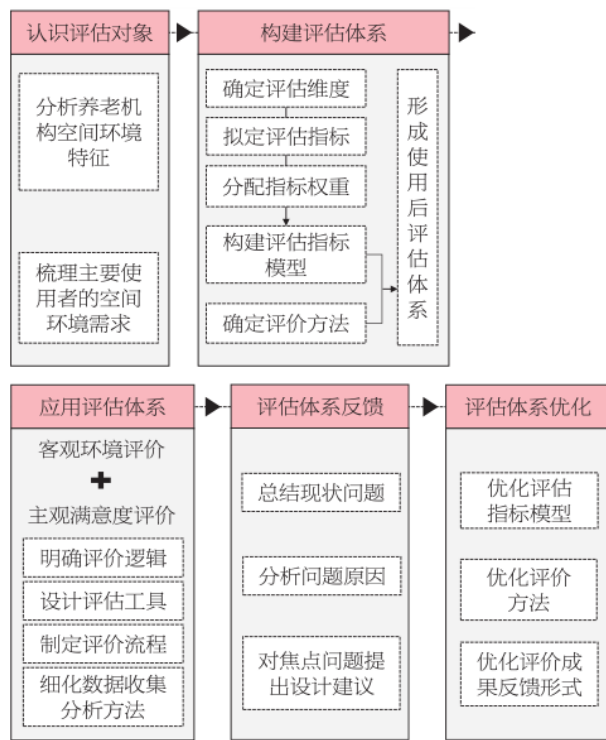 认识评估对象
分析养老机
构空间环境
特征
梳理主要使
用者的空间
环境需求
构建评估体系
确定评估维度
拟定评估指标
分配指标权重
构建评估指标
模型
确定评价方法
形成使用后评估体系
应用评估体系
客观环境评价
+
主观满意度评价
明确评价逻辑
设计评估工具
制定评价流程
细化数据收集
分析方法
评估体系反馈
总结现状问题
分析问题原因
对焦点问题提
出设计建议
评估体系优化
优化评估
指标模型
优化评价
方法
优化评价成
果反馈形式